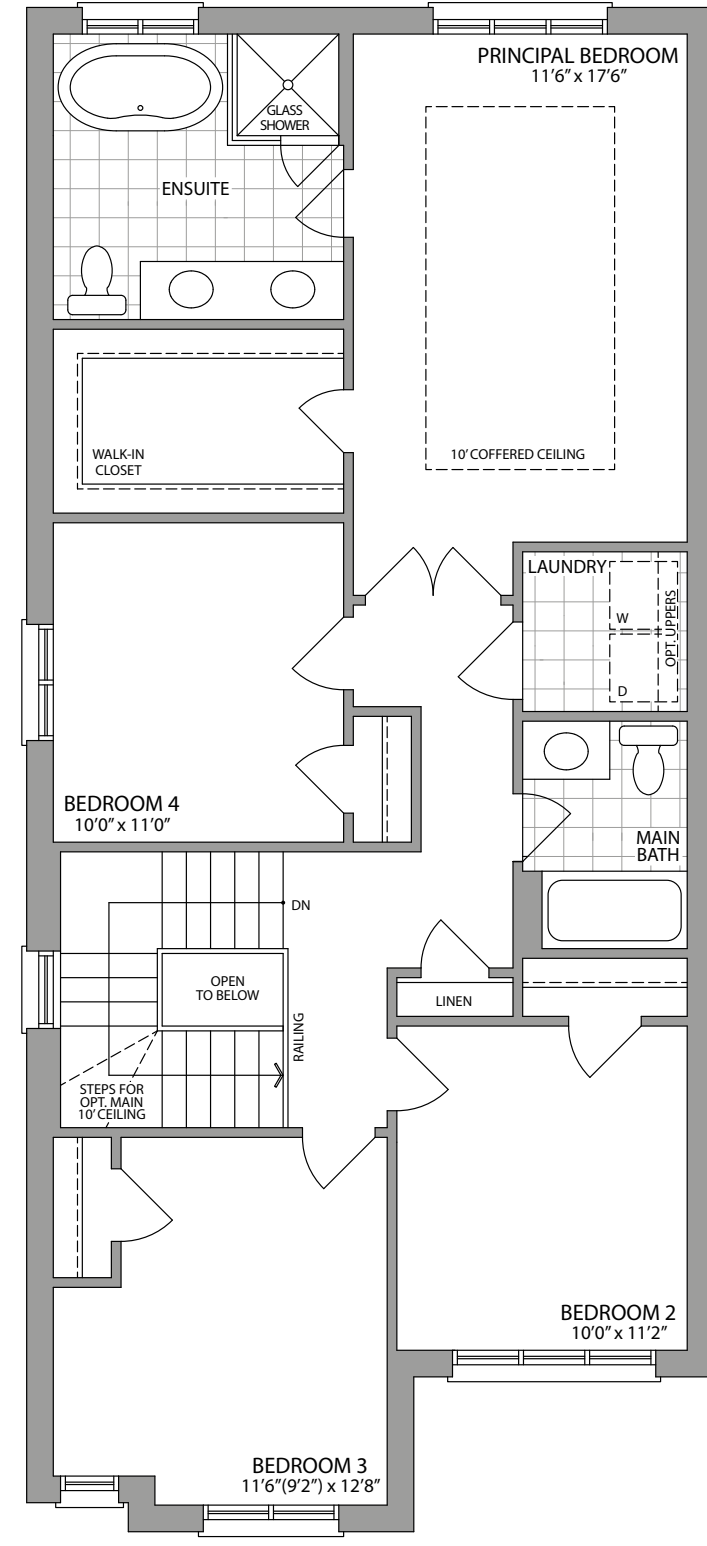 PRINCIPAL BEDROOM
11’6” x 17’6”
GLASS
SHOWER
ENSUITE
WALK-IN
CLOSET
10’ COFFERED CEILING
LAUNDRY
W
D
OPT. UPPERS
BEDROOM 4
10’0” x 11’0”
MAIN
BATH
DN
OPEN
TO BELOW
LINEN
RAILING
STEPS FOR
OPT. MAIN
10’ CEILING
BEDROOM 2
10’0” x 11’2”
BEDROOM 3
11’6”(9’2”) x 12’8”